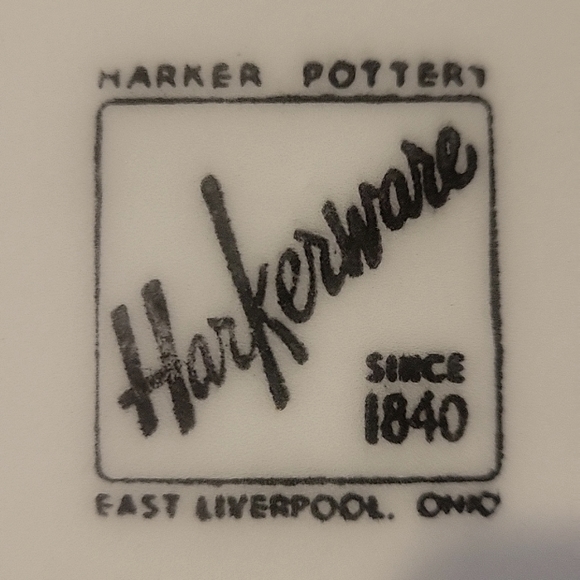 HARKER POTTERY
Harkerware
SINCE
1840
EAST LIVERPOOL. OHIO